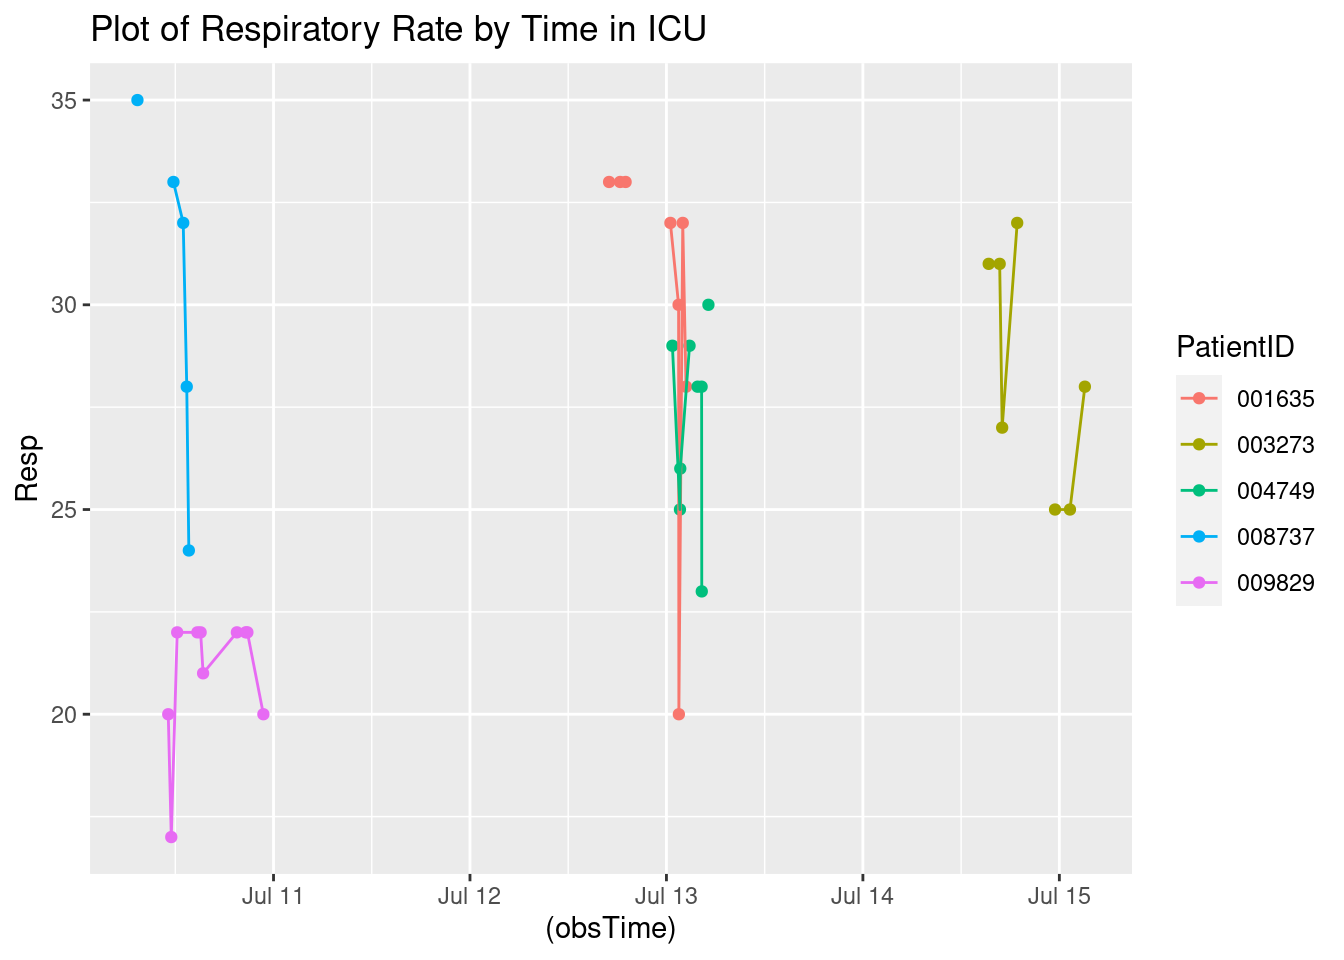 Plot of Respiratory Rate by Time in ICU
35
30
25
20
Resp
Jul 11
Jul 12
Jul 13
Jul 14
Jul 15
(obsTime)
PatientID
001635
003273
004749
008737
009829